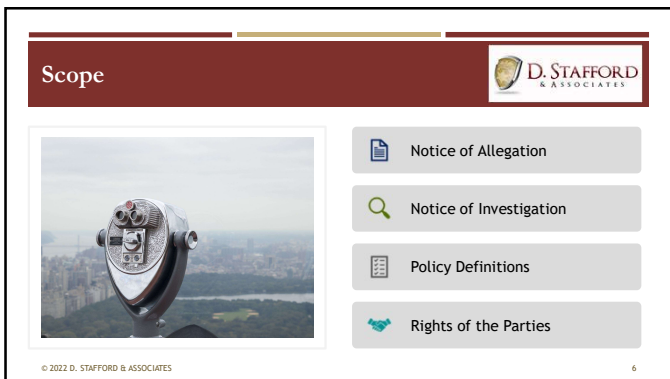 Scope
D. STAFFORD
& ASSOCIATES
Notice of Allegation
Notice of Investigation
Policy Definitions
Rights of the Parties
© 2022 D. STAFFORD & ASSOCIATES
6